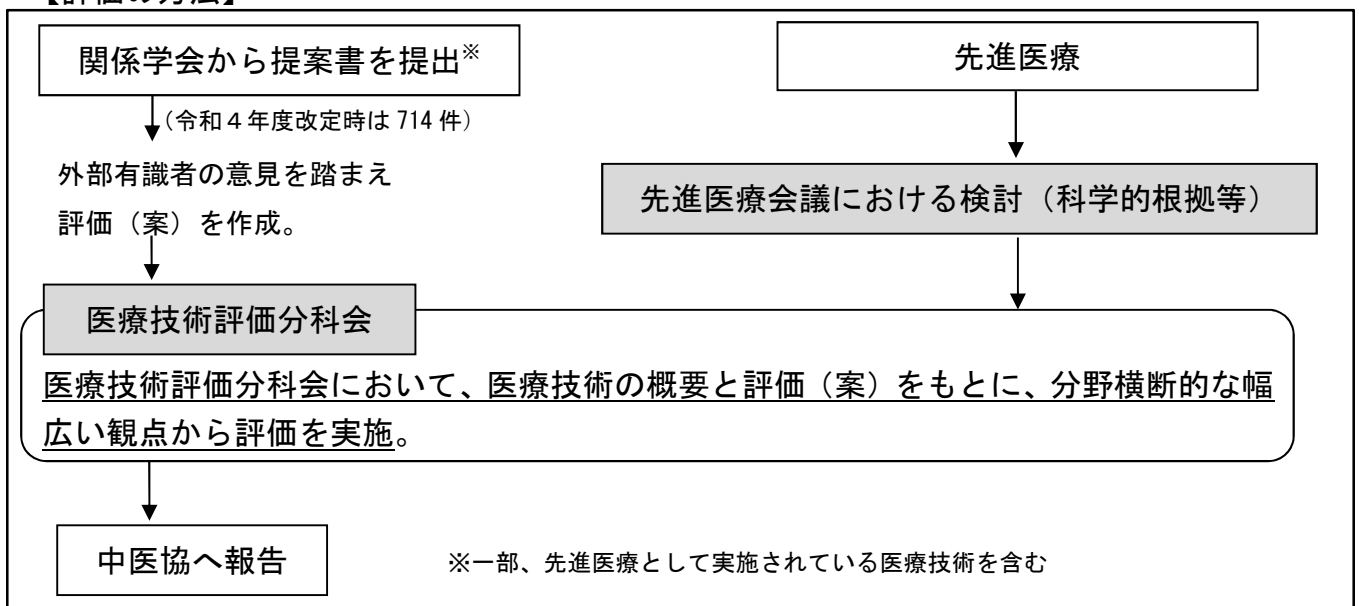 【評価の方法】
関係学会から提案書を提出※
(令和4年度改定時は 714 件)
外部有識者の意見を踏まえ
評価（案）を作成。
先進医療
先進医療会議における検討（科学的根拠等）
医療技術評価分科会
医療技術評価分科会において、医療技術の概要と評価（案）をもとに、分野横断的な幅
広い観点から評価を実施。
中医協へ報告
※一部、先進医療として実施されている医療技術を含む